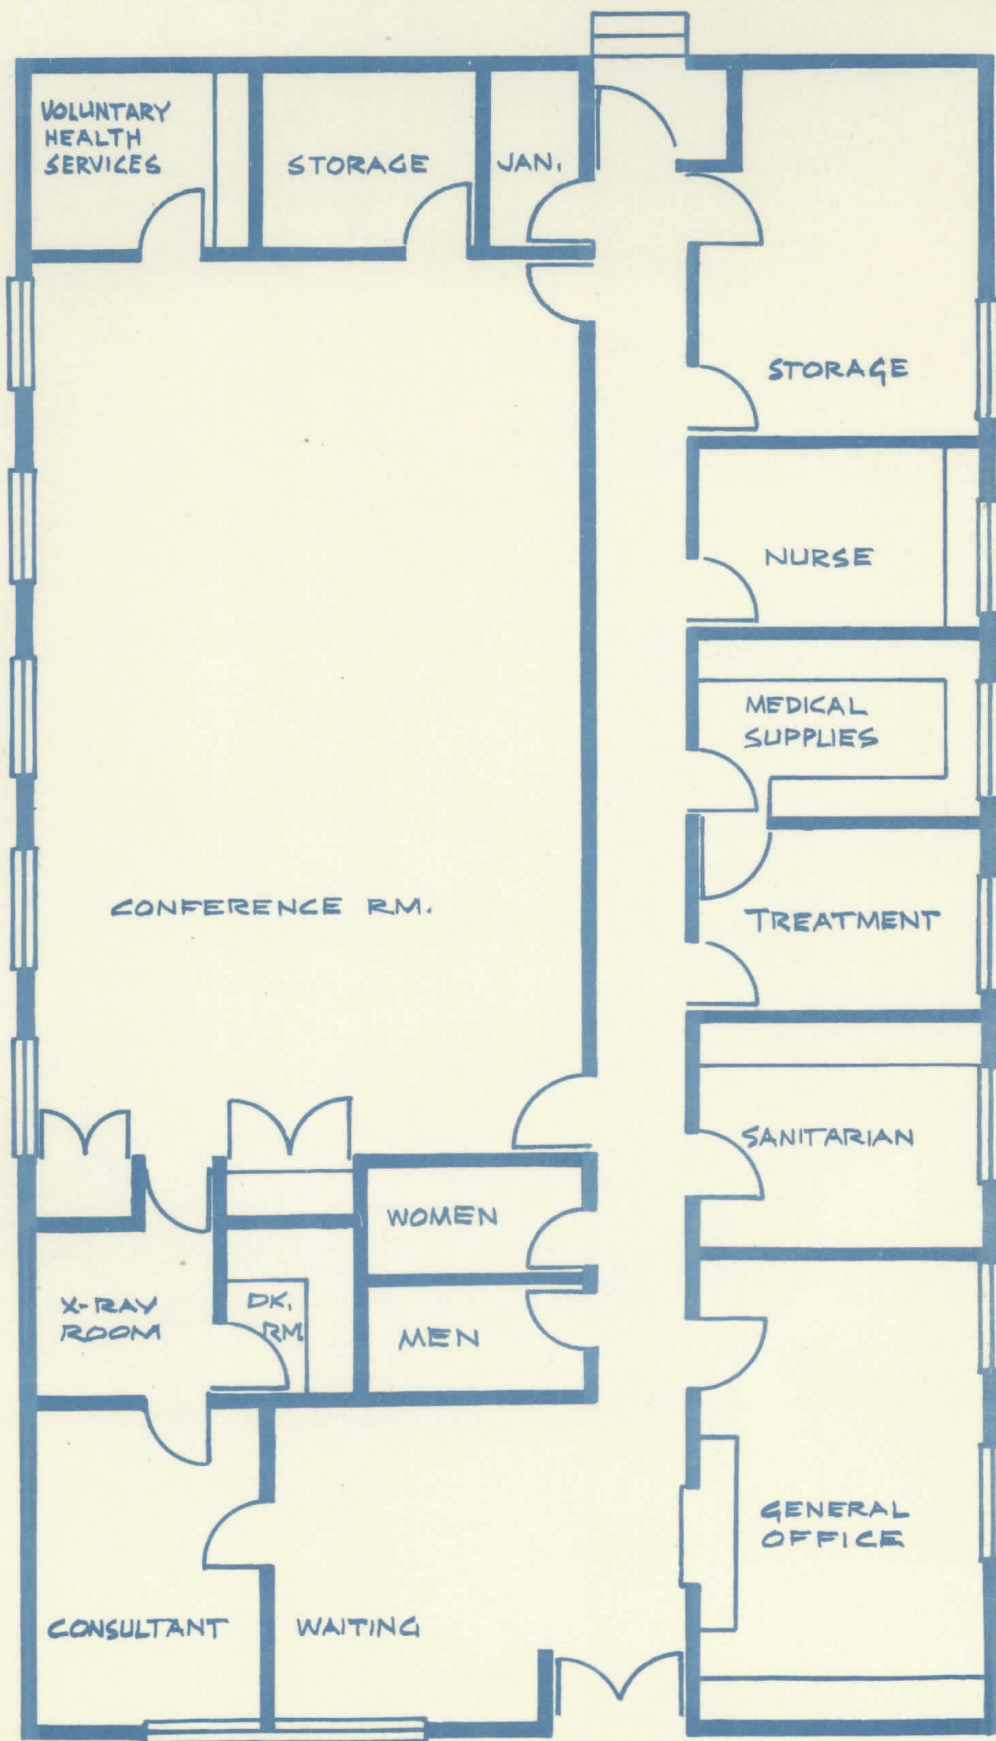 VOLUNTARY
HEALTH
SERVICES
STORAGE
JAN.
STORAGE
NURSE
MEDICAL
SUPPLIES
CONFERENCE RM.
TREATMENT
SANITARIAN
WOMEN
X-RAY
ROOM
DK.
RM
MEN
GENERAL
OFFICE
CONSULTANT
WAITING